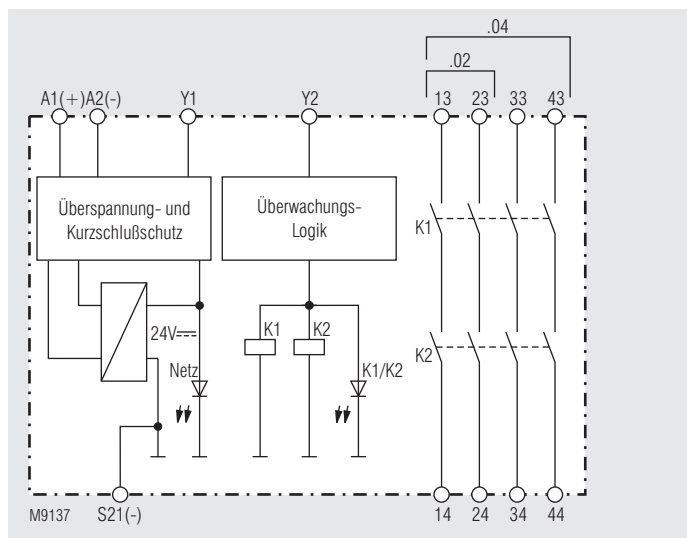 .04
.02
A1(+) A2(-) Y1 Y2 13 23 33 43
Überspannung- und
Kurzschlußschutz
Überwachungs-
Logik
K1
24V
K1 K2
K2
Netz
K1/K2
M9137 S21(-) 14 24 34 44